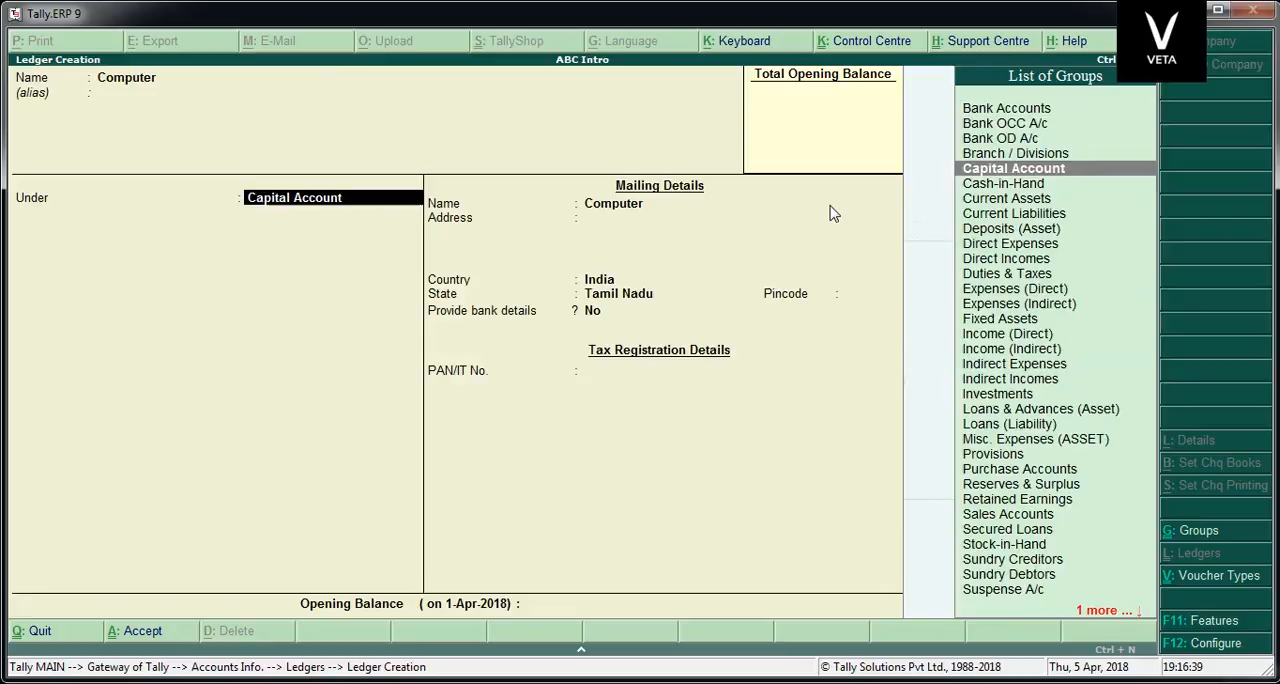 Tally.ERP 9
P: Print E: Export M: E-Mail O: Upload S: TallyShop G: Language K: Keyboard K: Control Centre H: Support Centre H: Help
V
VETA
Company
Ledger Creation ABC Intro Ctrl
Name : Computer
(alias) :
Total Opening Balance
List of Groups
Bank Accounts
Bank OCC A/c
Bank OD A/c
Branch / Divisions
Capital Account
Cash-in-Hand
Current Assets
Current Liabilities
Deposits (Asset)
Direct Expenses
Direct Incomes
Duties & Taxes
Expenses (Direct)
Expenses (Indirect)
Fixed Assets
Income (Direct)
Income (Indirect)
Indirect Expenses
Indirect Incomes
Investments
Loans & Advances (Asset)
Loans (Liability)
Misc. Expenses (ASSET)
Provisions
Purchase Accounts
Reserves & Surplus
Retained Earnings
Sales Accounts
Secured Loans
Stock-in-Hand
Sundry Creditors
Sundry Debtors
Suspense A/c
1 more ... ↓
Under : Capital Account
Mailing Details
Name : Computer
Address :
Country : India
State : Tamil Nadu Pincode :
Provide bank details ? No
Tax Registration Details
PAN/IT No. :
Opening Balance ( on 1-Apr-2018) :
L: Details
B: Set Chq Books
S: Set Chq Printing
G: Groups
L: Ledgers
V: Voucher Types
F11: Features
F12: Configure
Q: Quit A: Accept D: Delete
Ctrl + N
Tally MAIN --> Gateway of Tally --> Accounts Info. --> Ledgers --> Ledger Creation © Tally Solutions Pvt Ltd., 1988-2018 Thu, 5 Apr, 2018 19:16:39